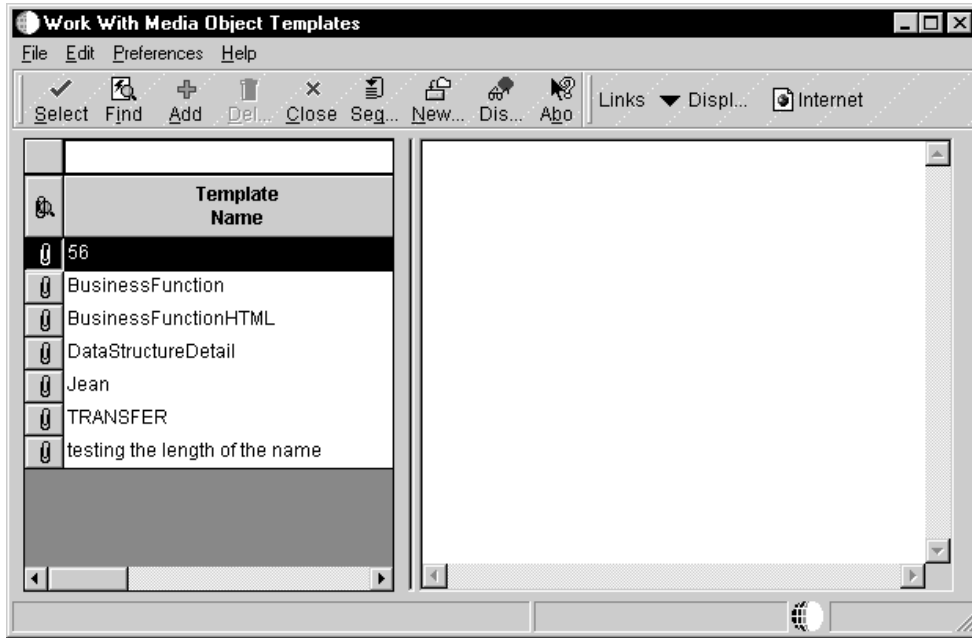 Work With Media Object Templates
File Edit Preferences Help
Select Find Add Del... Close Seq... New... Dis... Abo Links Displ... Internet
Template
Name
56
BusinessFunction
BusinessFunctionHTML
DataStructureDetail
Jean
TRANSFER
testing the length of the name